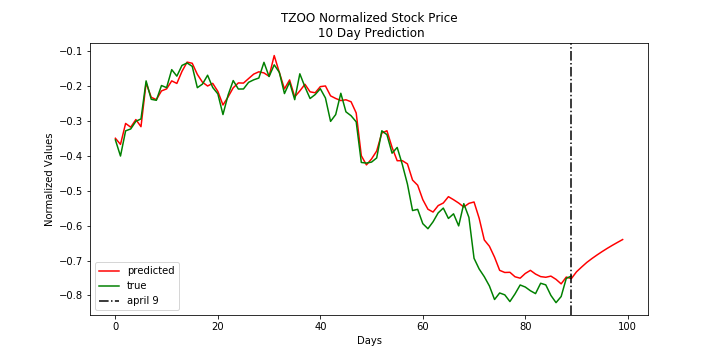 TZOO Normalized Stock Price
10 Day Prediction
−0.1
−0.2
−0.3
−0.4
−0.5
−0.6
−0.7
−0.8
Normalized Values
predicted
true
april 9
0 20 40 60 80 100
Days